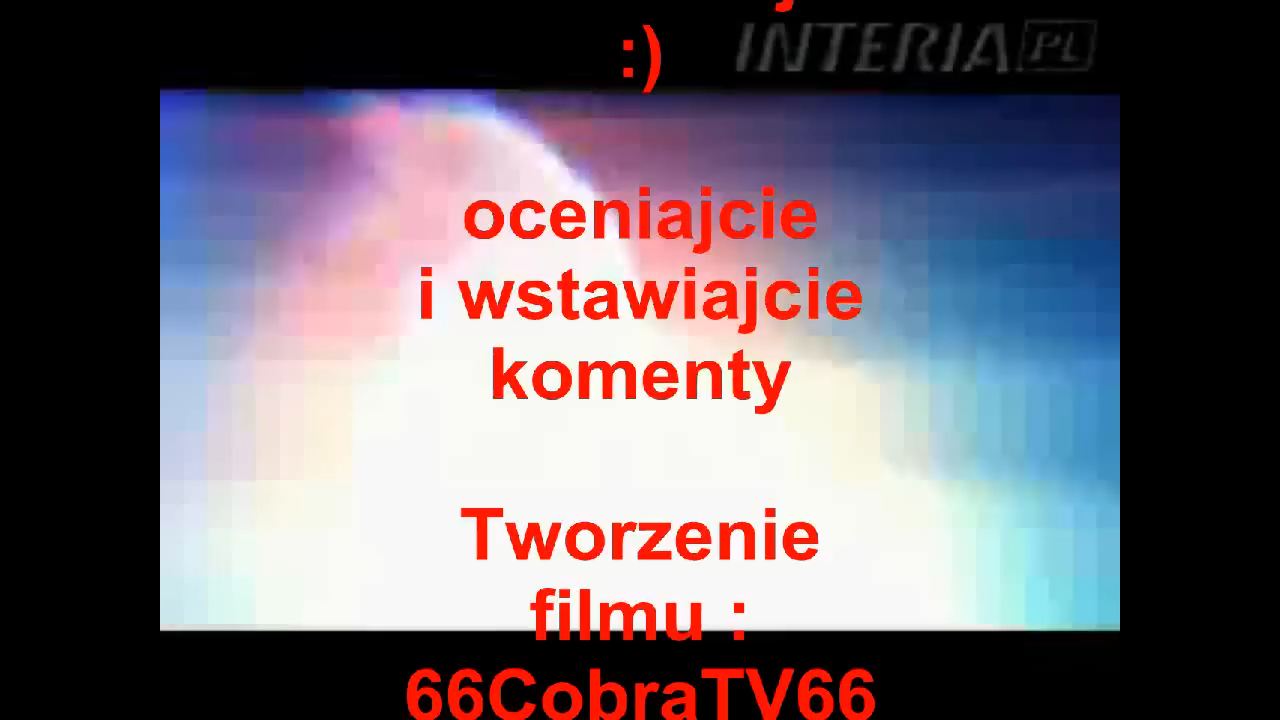 :)
INTERIA.PL
oceniajcie
i wstawiajcie
komenty
Tworzenie
filmu :
66CobraTV66